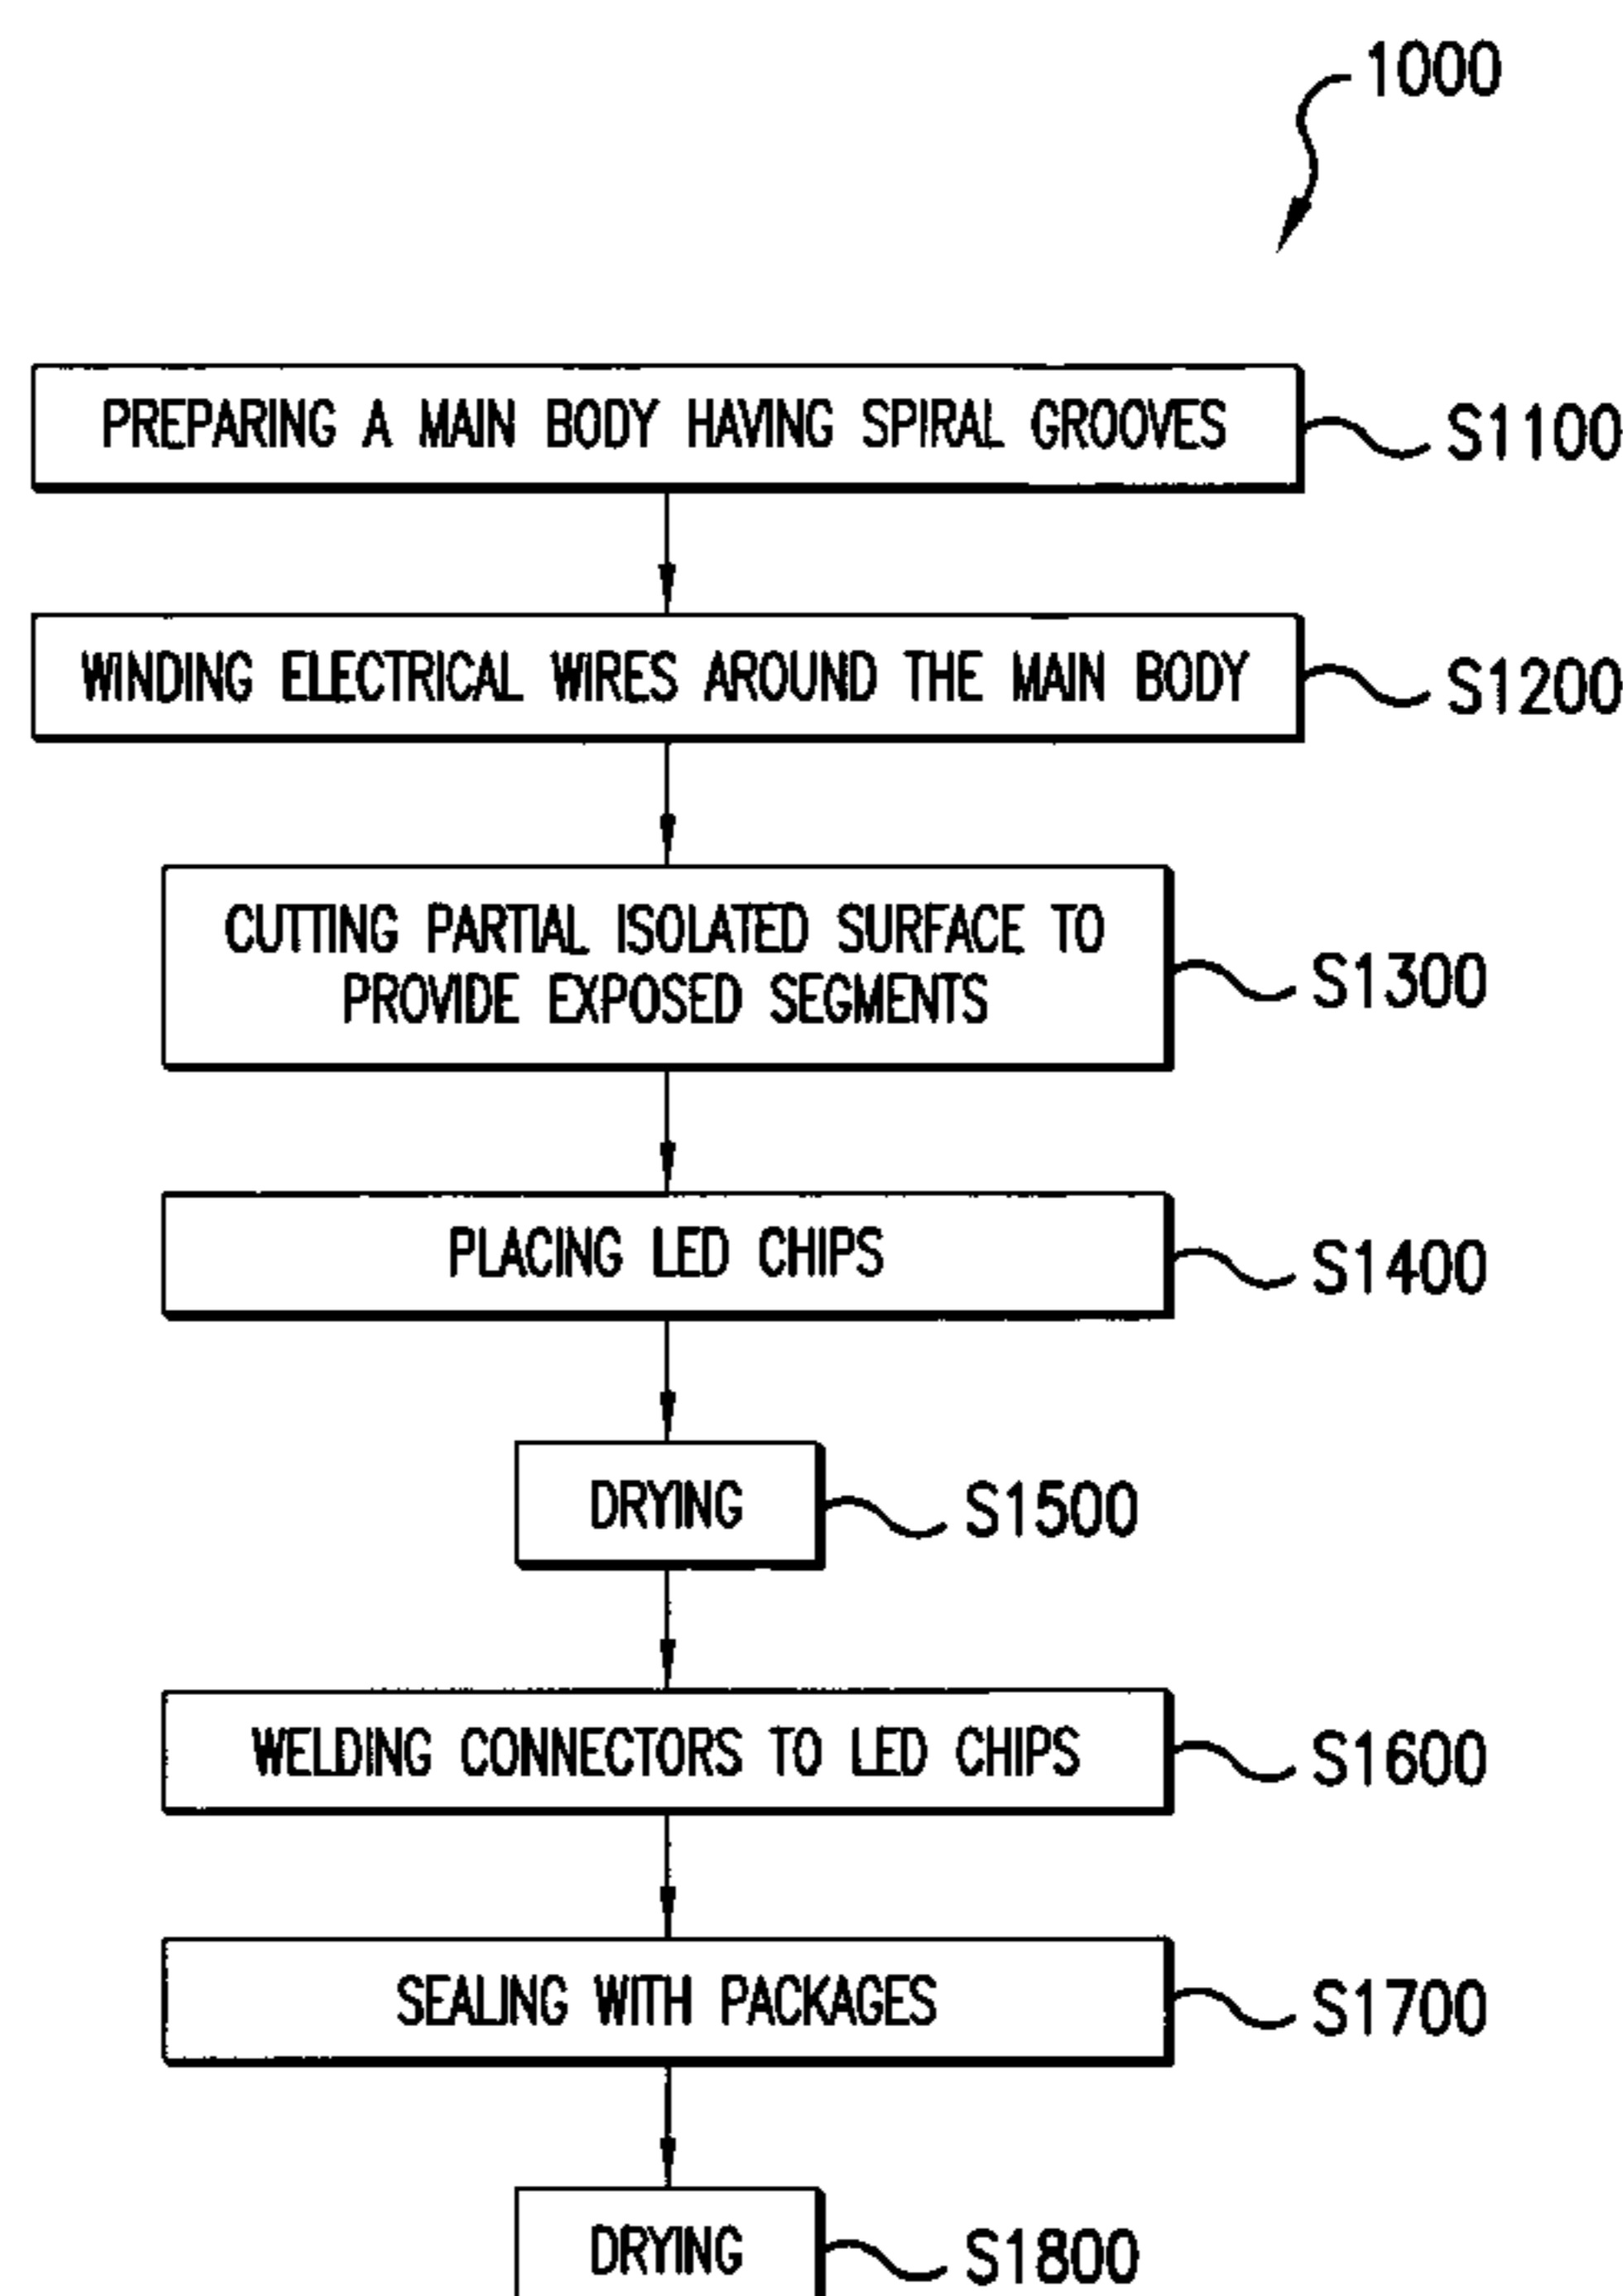 1000
PREPARING A MAIN BODY HAVING SPIRAL GROOVES
S1100
WINDING ELECTRICAL WIRES AROUND THE MAIN BODY
S1200
CUTTING PARTIAL ISOLATED SURFACE TO
PROVIDE EXPOSED SEGMENTS
S1300
PLACING LED CHIPS
S1400
DRYING
S1500
WELDING CONNECTORS TO LED CHIPS
S1600
SEALING WITH PACKAGES
S1700
DRYING
S1800